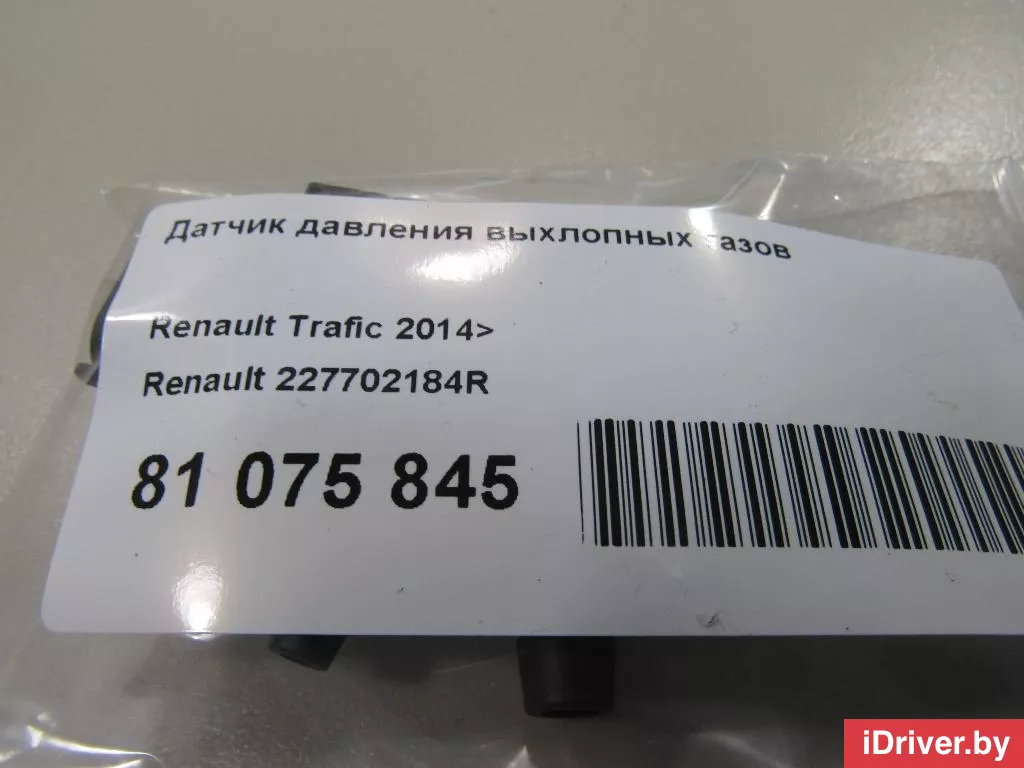 Датчик давления выхлопных газов
Renault Trafic 2014>
Renault 227702184R
81 075 845
iDriver.by